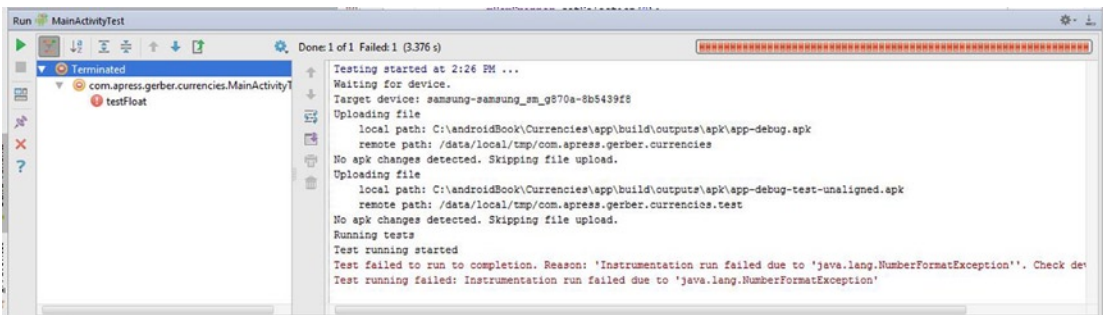 Run MainActivityTest
Done: 1 of 1 Failed: 1 (3.376 s)
Terminated
com.apress.gerber.currencies.MainActivityT
testFloat
Testing started at 2:26 PM ...
Waiting for device.
Target device: samsung-samsung_sm_g870a-8b5439f8
Uploading file
local path: C:\androidBook\Currencies\app\build\outputs\apk\app-debug.apk
remote path: /data/local/tmp/com.apress.gerber.currencies
No apk changes detected. Skipping file upload.
Uploading file
local path: C:\androidBook\Currencies\app\build\outputs\apk\app-debug-test-unaligned.apk
remote path: /data/local/tmp/com.apress.gerber.currencies.test
No apk changes detected. Skipping file upload.
Running tests
Test running started
Test failed to run to completion. Reason: 'Instrumentation run failed due to 'java.lang.NumberFormatException''. Check dev
Test running failed: Instrumentation run failed due to 'java.lang.NumberFormatException'